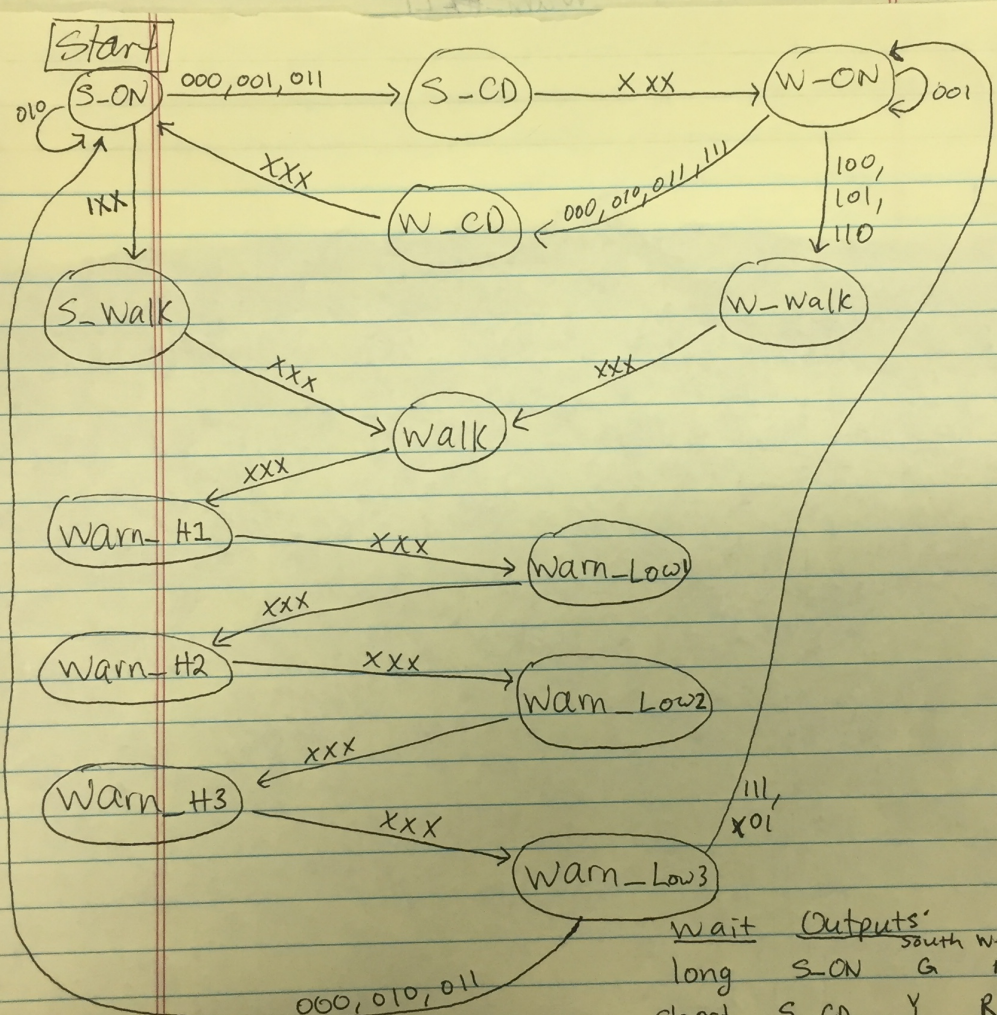 Start
S_ON
000,001,011
S_CD
XXX
W_ON
001
010
XXX
W_CD
000,010,011,111
100,
101,
110
1XX
S_Walk
W_Walk
XXX
XXX
Walk
XXX
Warn_H1
XXX
Warn_Low1
XXX
Warn_H2
XXX
Warn_Low2
XXX
Warn_H3
XXX
111,
X01
Warn_Low3
000,010,011
Wait Outputs:
South W
long S_ON G
S_CD Y R